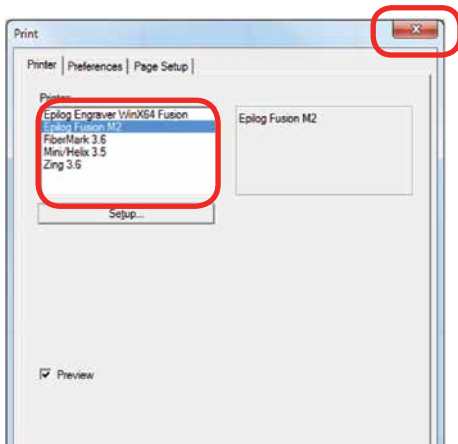 Print
Printer Preferences Page Setup
Printer
Epilog Engraver WinX64 Fusion
Epilog Fusion M2
FiberMark 3.6
Mini/Helix 3.5
Zing 3.6
Epilog Fusion M2
Setup...
Preview